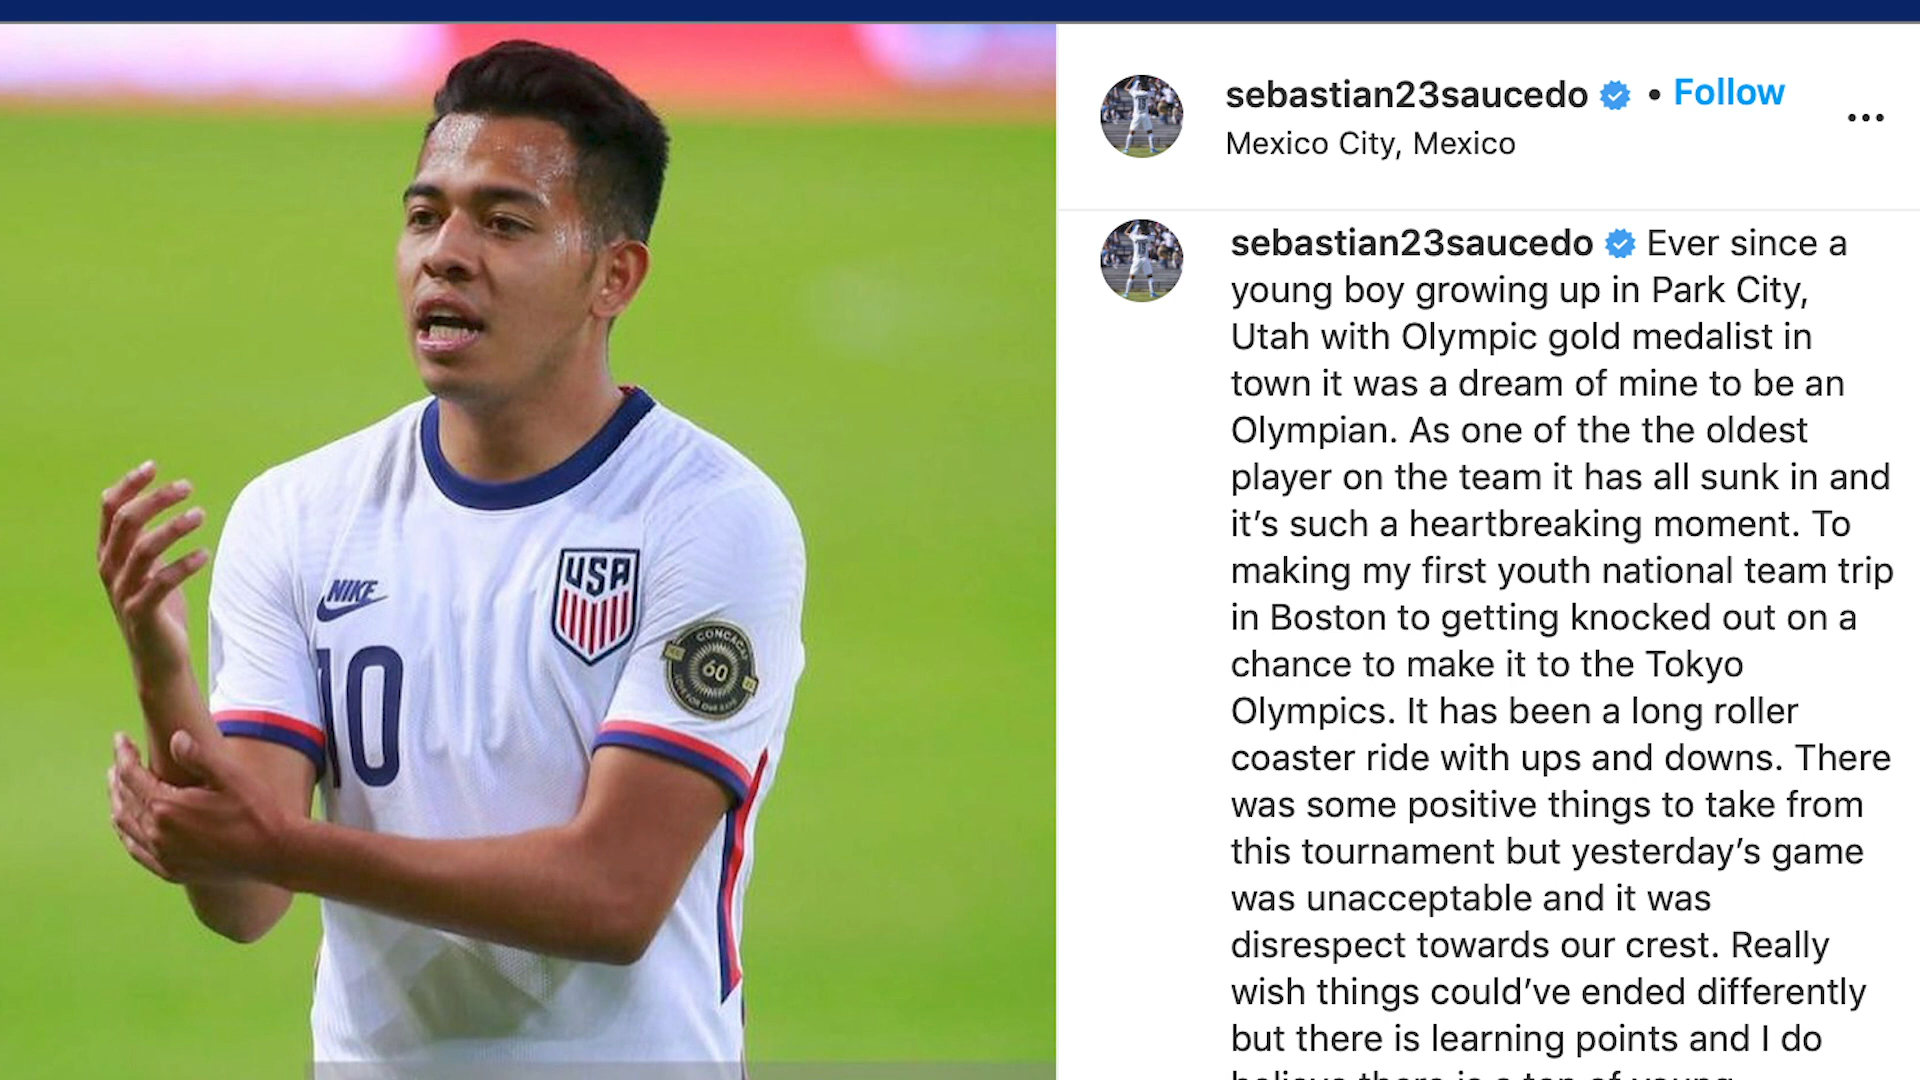 sebastian23saucedo • Follow
Mexico City, Mexico
...
sebastian23saucedo Ever since a
young boy growing up in Park City,
Utah with Olympic gold medalist in
town it was a dream of mine to be an
Olympian. As one of the the oldest
player on the team it has all sunk in and
it’s such a heartbreaking moment. To
making my first youth national team trip
in Boston to getting knocked out on a
chance to make it to the Tokyo
Olympics. It has been a long roller
coaster ride with ups and downs. There
was some positive things to take from
this tournament but yesterday’s game
was unacceptable and it was
disrespect towards our crest. Really
wish things could’ve ended differently
but there is learning points and I do
USA
NIKE
10
CONCACAF
60